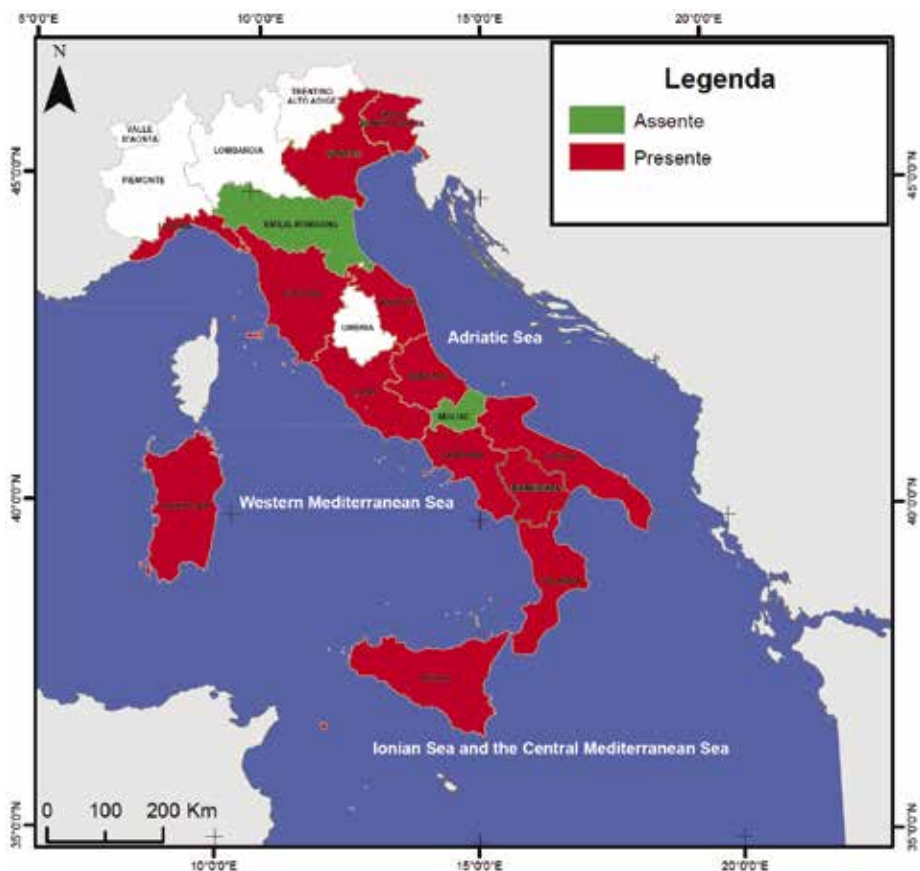 5°0'0"E
10°0'0"E
15°0'0"E
20°0'0"E
N
Legenda
Assente
Presente
TRENTINO
ALTO ADIGE
VALLE
D'AOSTA
LOMBARDIA
PIEMONTE
45°0'0"N
45°0'0"N
EMILIA ROMAGNA
UMBRIA
Adriatic Sea
MOLISE
BASILICATA
40°0'0"N
40°0'0"N
Western Mediterranean Sea
Ionian Sea and the Central Mediterranean Sea
0 100 200 Km
35°0'0"N
35°0'0"N
10°0'0"E
15°0'0"E
20°0'0"E